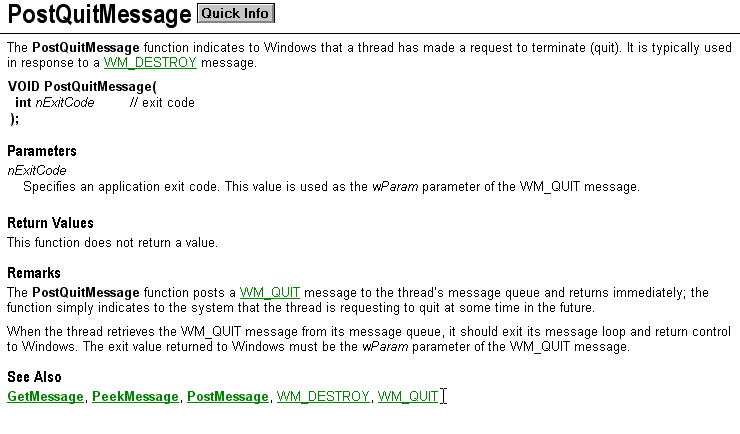 PostQuitMessage Quick Info
The PostQuitMessage function indicates to Windows that a thread has made a request to terminate (quit). It is typically used
in response to a WM_DESTROY message.
VOID PostQuitMessage(
int nExitCode // exit code
);
Parameters
nExitCode
Specifies an application exit code. This value is used as the wParam parameter of the WM_QUIT message.
Return Values
This function does not return a value.
Remarks
The PostQuitMessage function posts a WM_QUIT message to the thread's message queue and returns immediately; the
function simply indicates to the system that the thread is requesting to quit at some time in the future.
When the thread retrieves the WM_QUIT message from its message queue, it should exit its message loop and return control
to Windows. The exit value returned to Windows must be the wParam parameter of the WM_QUIT message.
See Also
GetMessage, PeekMessage, PostMessage, WM_DESTROY, WM_QUIT